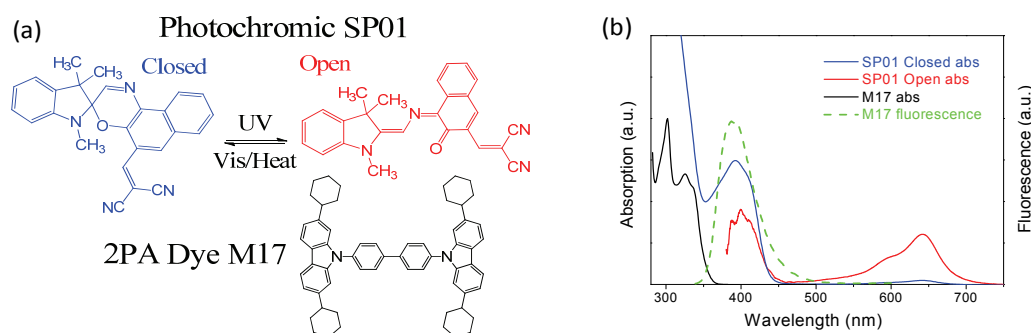 (a)
Photochromic SP01
Closed
Open
H₃C
CH₃
N
N
O
CH₃
CN
CN
UV
Vis/Heat
H₃C
CH₃
N
N
O
CH₃
CN
CN
2PA Dye M17
N
N
(b)
SP01 Closed abs
SP01 Open abs
M17 abs
M17 fluorescence
Absorption (a.u.)
Fluorescence (a.u.)
300 400 500 600 700
Wavelength (nm)